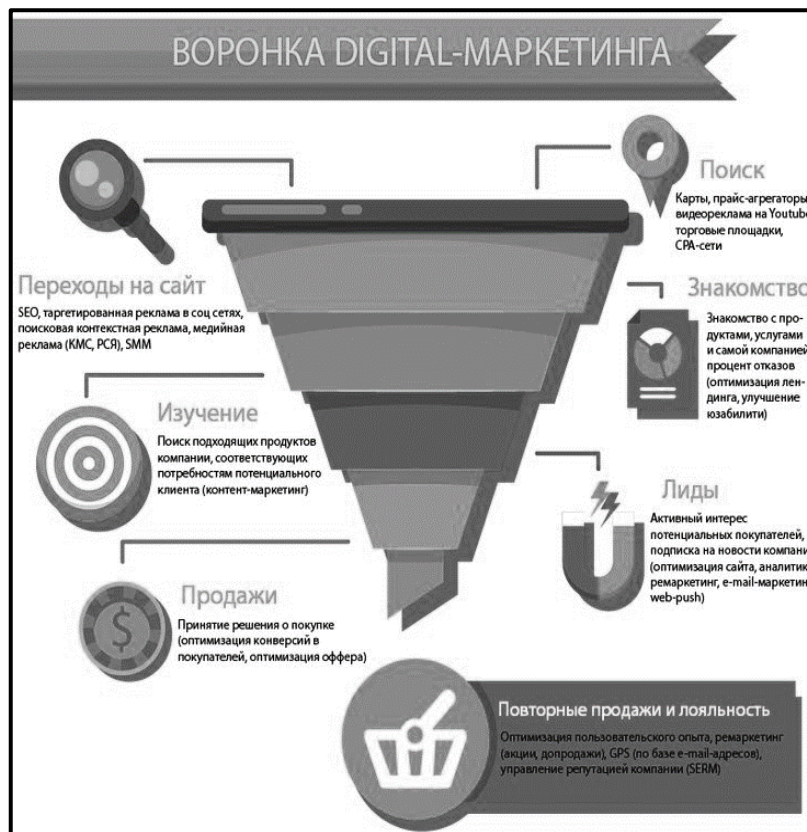 ВОРОНКА DIGITAL-МАРКЕТИНГА
Поиск
Карты, прайс-агрегаторы
видеореклама на Youtube
торговые площадки,
CPA-сети
Переходы на сайт
SEO, таргетированная реклама в соц сетях,
поисковая контекстная реклама, медийная
реклама (КМС, РСЯ), SMM
Знакомство
Знакомство с про-
дуктами, услугами
и самой компанией
процент отказов
(оптимизация лен-
динга, улучшение
юзабилити)
Изучение
Поиск подходящих продуктов
компании, соответствующих
потребностям потенциального
клиента (контент-маркетинг)
Лиды
Активный интерес
потенциальных покупателей,
подписка на новости компани
(оптимизация сайта, аналитик
ремаркетинг, e-mail-маркетин
web-push)
Продажи
Принятие решения о покупке
(оптимизация конверсий в
покупателей, оптимизация оффера)
$
Повторные продажи и лояльность
Оптимизация пользовательского опыта, ремаркетинг
(акции, допродажи), GPS (по базе e-mail-адресов),
управление репутацией компании (SERM)